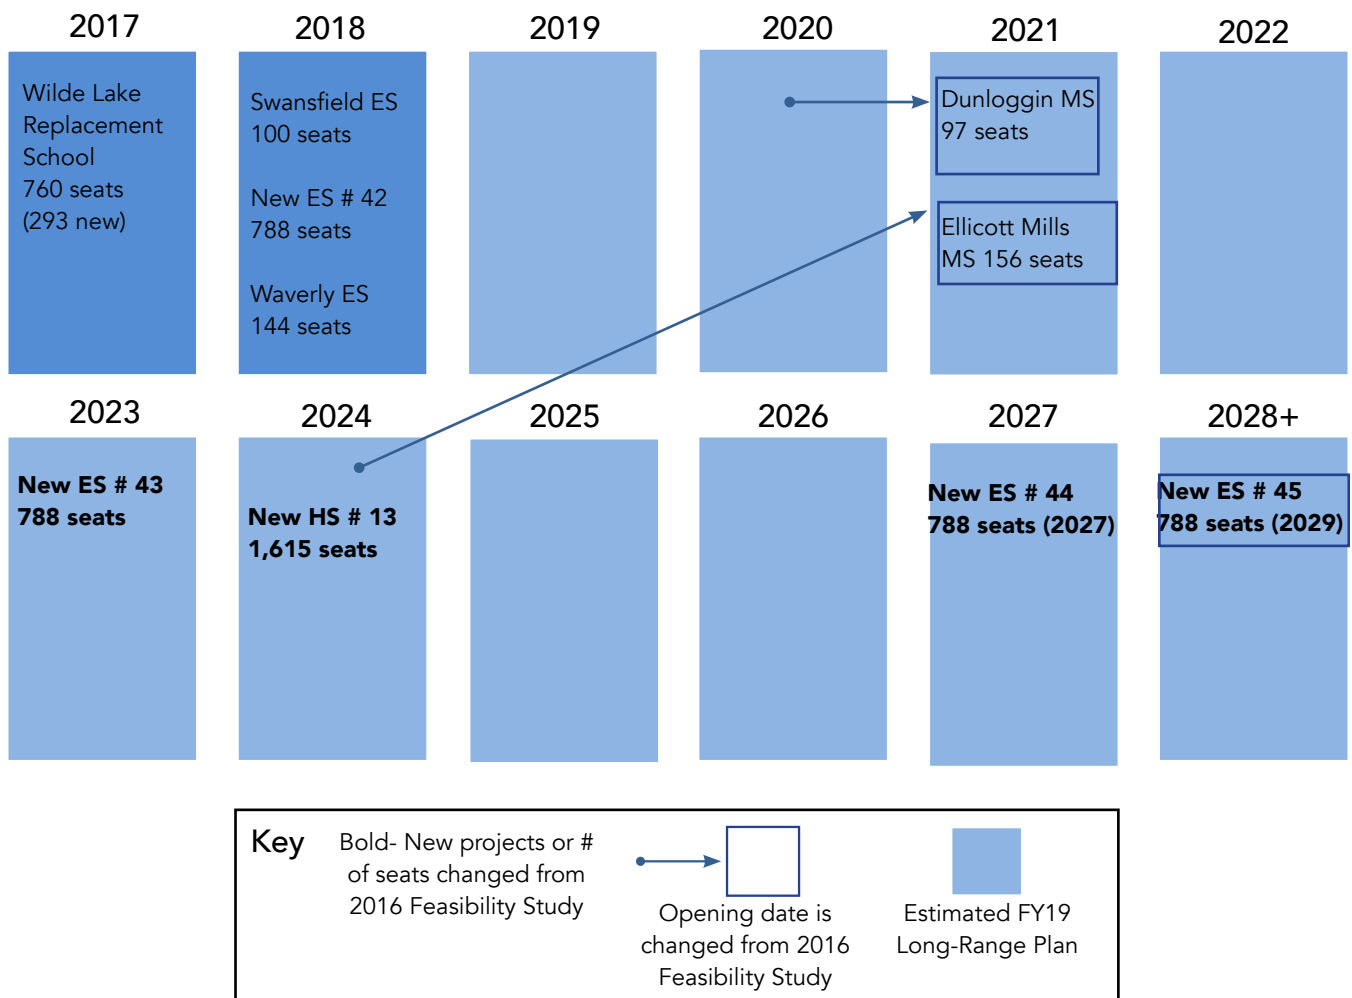 2017
2018
2019
2020
2021
2022
Wilde Lake
Replacement
School
760 seats
(293 new)
Swansfield ES
100 seats
New ES # 42
788 seats
Waverly ES
144 seats
Dunloggin MS
97 seats
Ellicott Mills
MS 156 seats
2023
2024
2025
2026
2027
2028+
New ES # 43
788 seats
New HS # 13
1,615 seats
New ES # 44
788 seats (2027)
New ES # 45
788 seats (2029)
Key
Bold- New projects or #
of seats changed from
2016 Feasibility Study
Opening date is
changed from 2016
Feasibility Study
Estimated FY19
Long-Range Plan